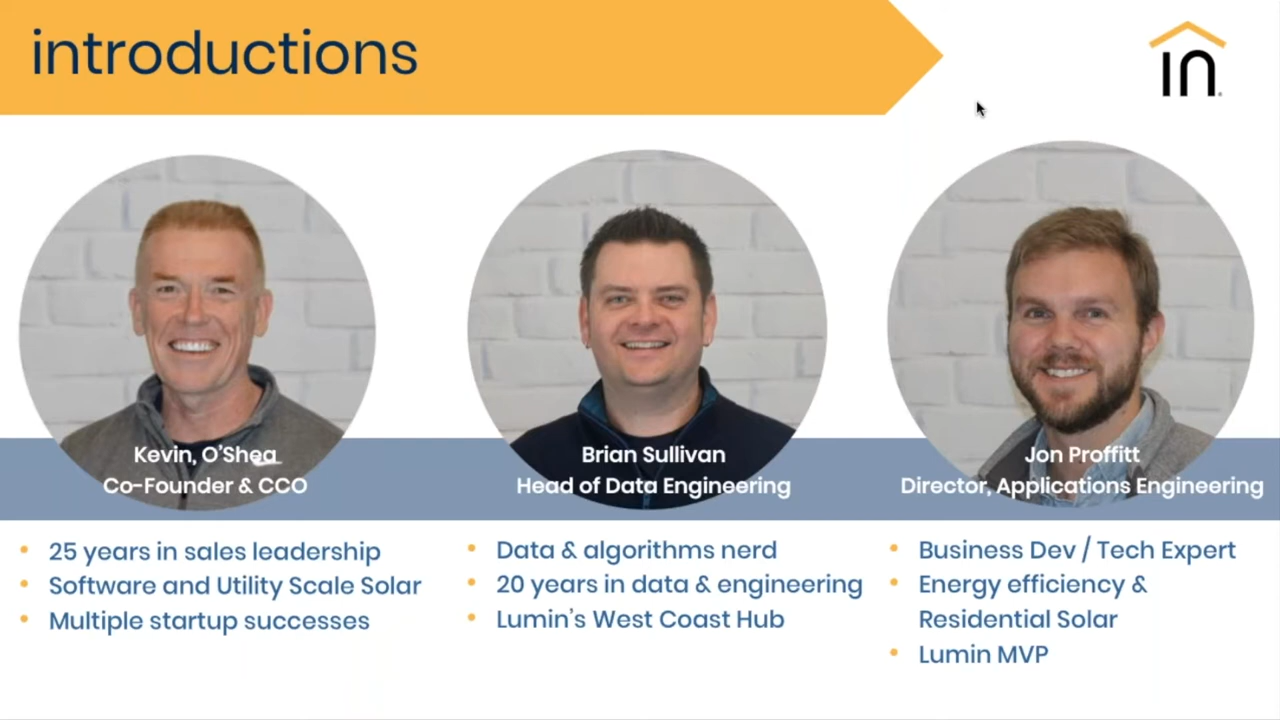 introductions
in
Kevin, O'Shea
Co-Founder & CCO
25 years in sales leadership
Software and Utility Scale Solar
Multiple startup successes
Brian Sullivan
Head of Data Engineering
Data & algorithms nerd
20 years in data & engineering
Lumin's West Coast Hub
Jon Proffitt
Director, Applications Engineering
Business Dev / Tech Expert
Energy efficiency &
Residential Solar
Lumin MVP